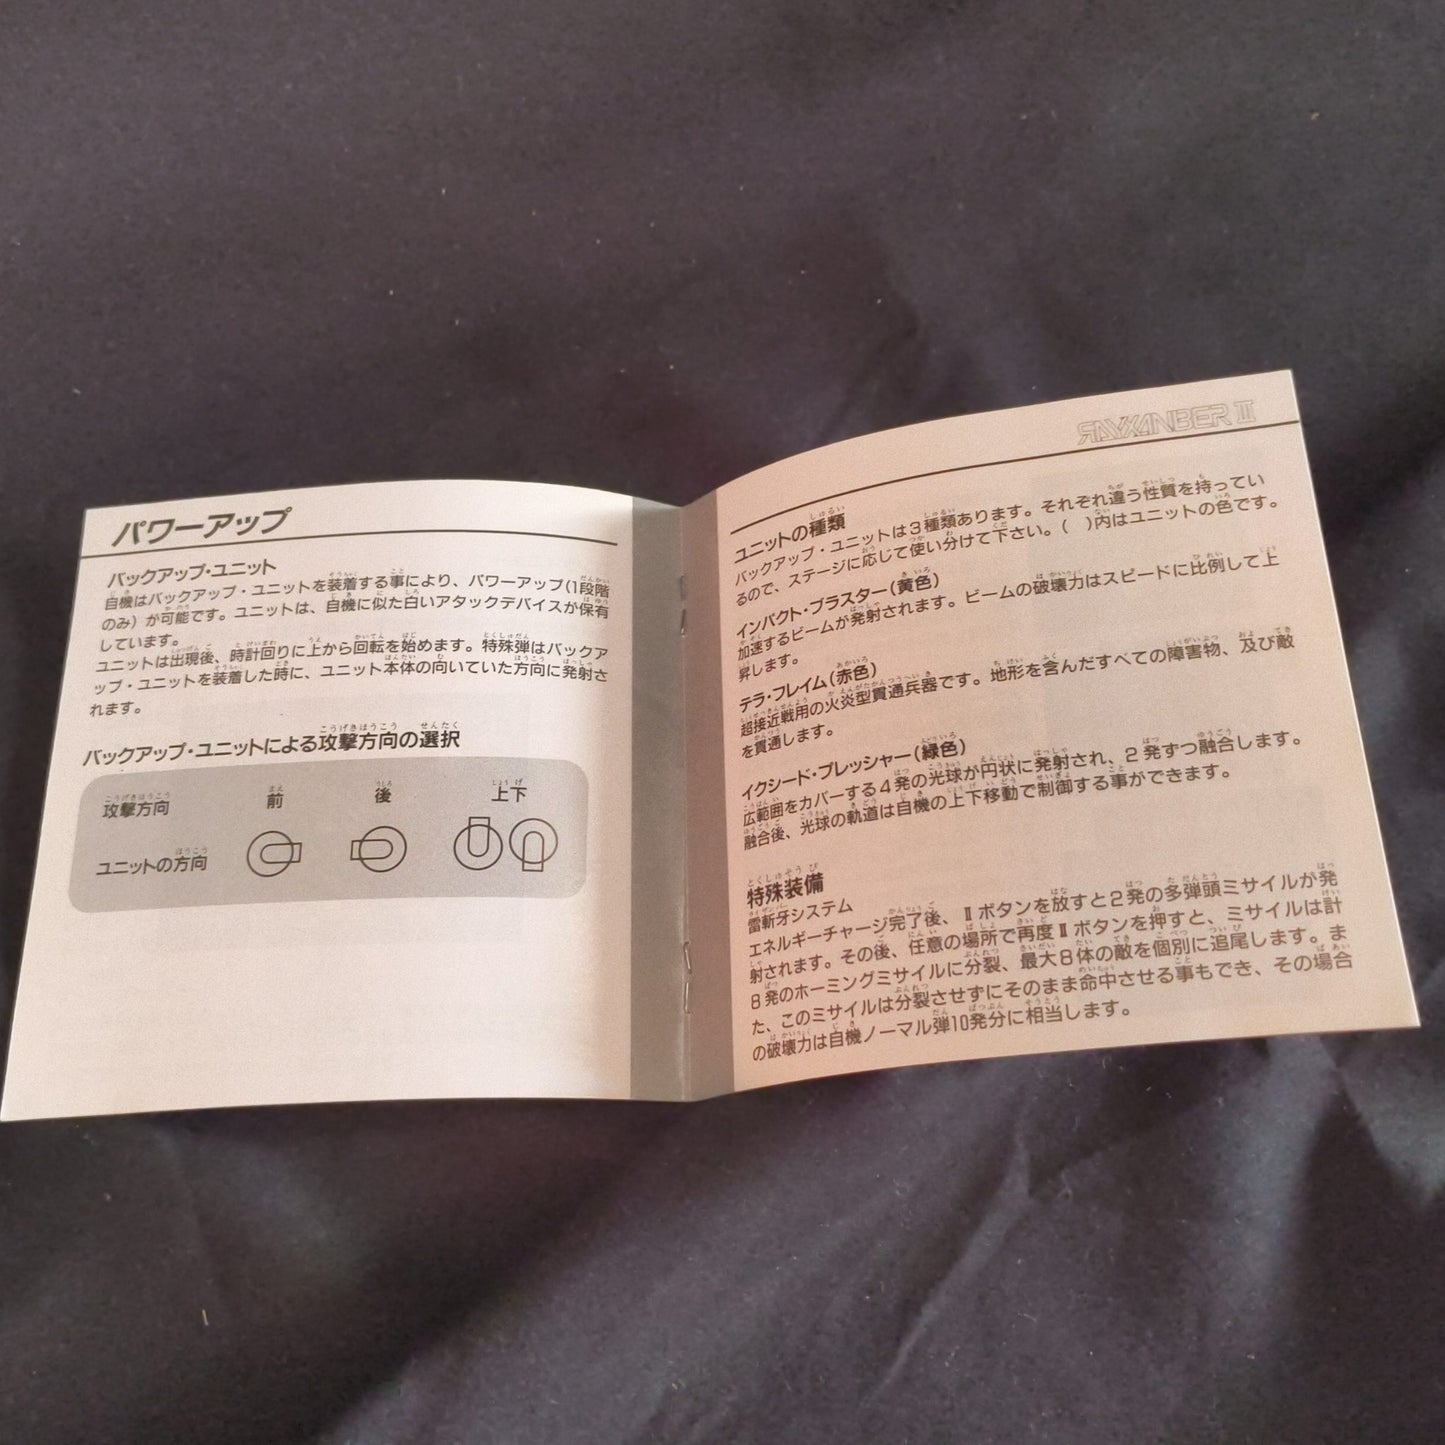 パワーアップ
バックアップ・ユニット
自機はバックアップ・ユニットを装着する事により、パワーアップ(1段階
のみ)が可能です。ユニットは、自機に似た白いアタックデバイスが保有
しています。
ユニットは出現後、時計回りに上から回転を始めます。特殊弾はバックア
ップ・ユニットを装着した時に、ユニット本体の向いていた方向に発射さ
れます。
バックアップ・ユニットによる攻撃方向の選択
攻撃方向 前 後 上下
ユニットの方向
RAYXANBER II
ユニットの種類
バックアップ・ユニットは3種類あります。それぞれ違う性質を持ってい
るので、ステージに応じて使い分けて下さい。( )内はユニットの色です。
インパクト・ブラスター(黄色)
加速するビームが発射されます。ビームの破壊力はスピードに比例して上
昇します。
テラ・フレイム(赤色)
超接近戦用の火炎型貫通兵器です。地形を含んだすべての障害物、及び敵
を貫通します。
イクシード・プレッシャー(緑色)
広範囲をカバーする4発の光球が円状に発射され、2発ずつ融合します。
融合後、光球の軌道は自機の上下移動で制御する事ができます。
特殊装備
雷斬牙システム
エネルギーチャージ完了後、IIボタンを放すと2発の多弾頭ミサイルが発
射されます。その後、任意の場所で再度IIボタンを押すと、ミサイルは計
8発のホーミングミサイルに分裂、最大8体の敵を個別に追尾します。ま
た、このミサイルは分裂させずにそのまま命中させる事もでき、その場合
の破壊力は自機ノーマル弾10発分に相当します。